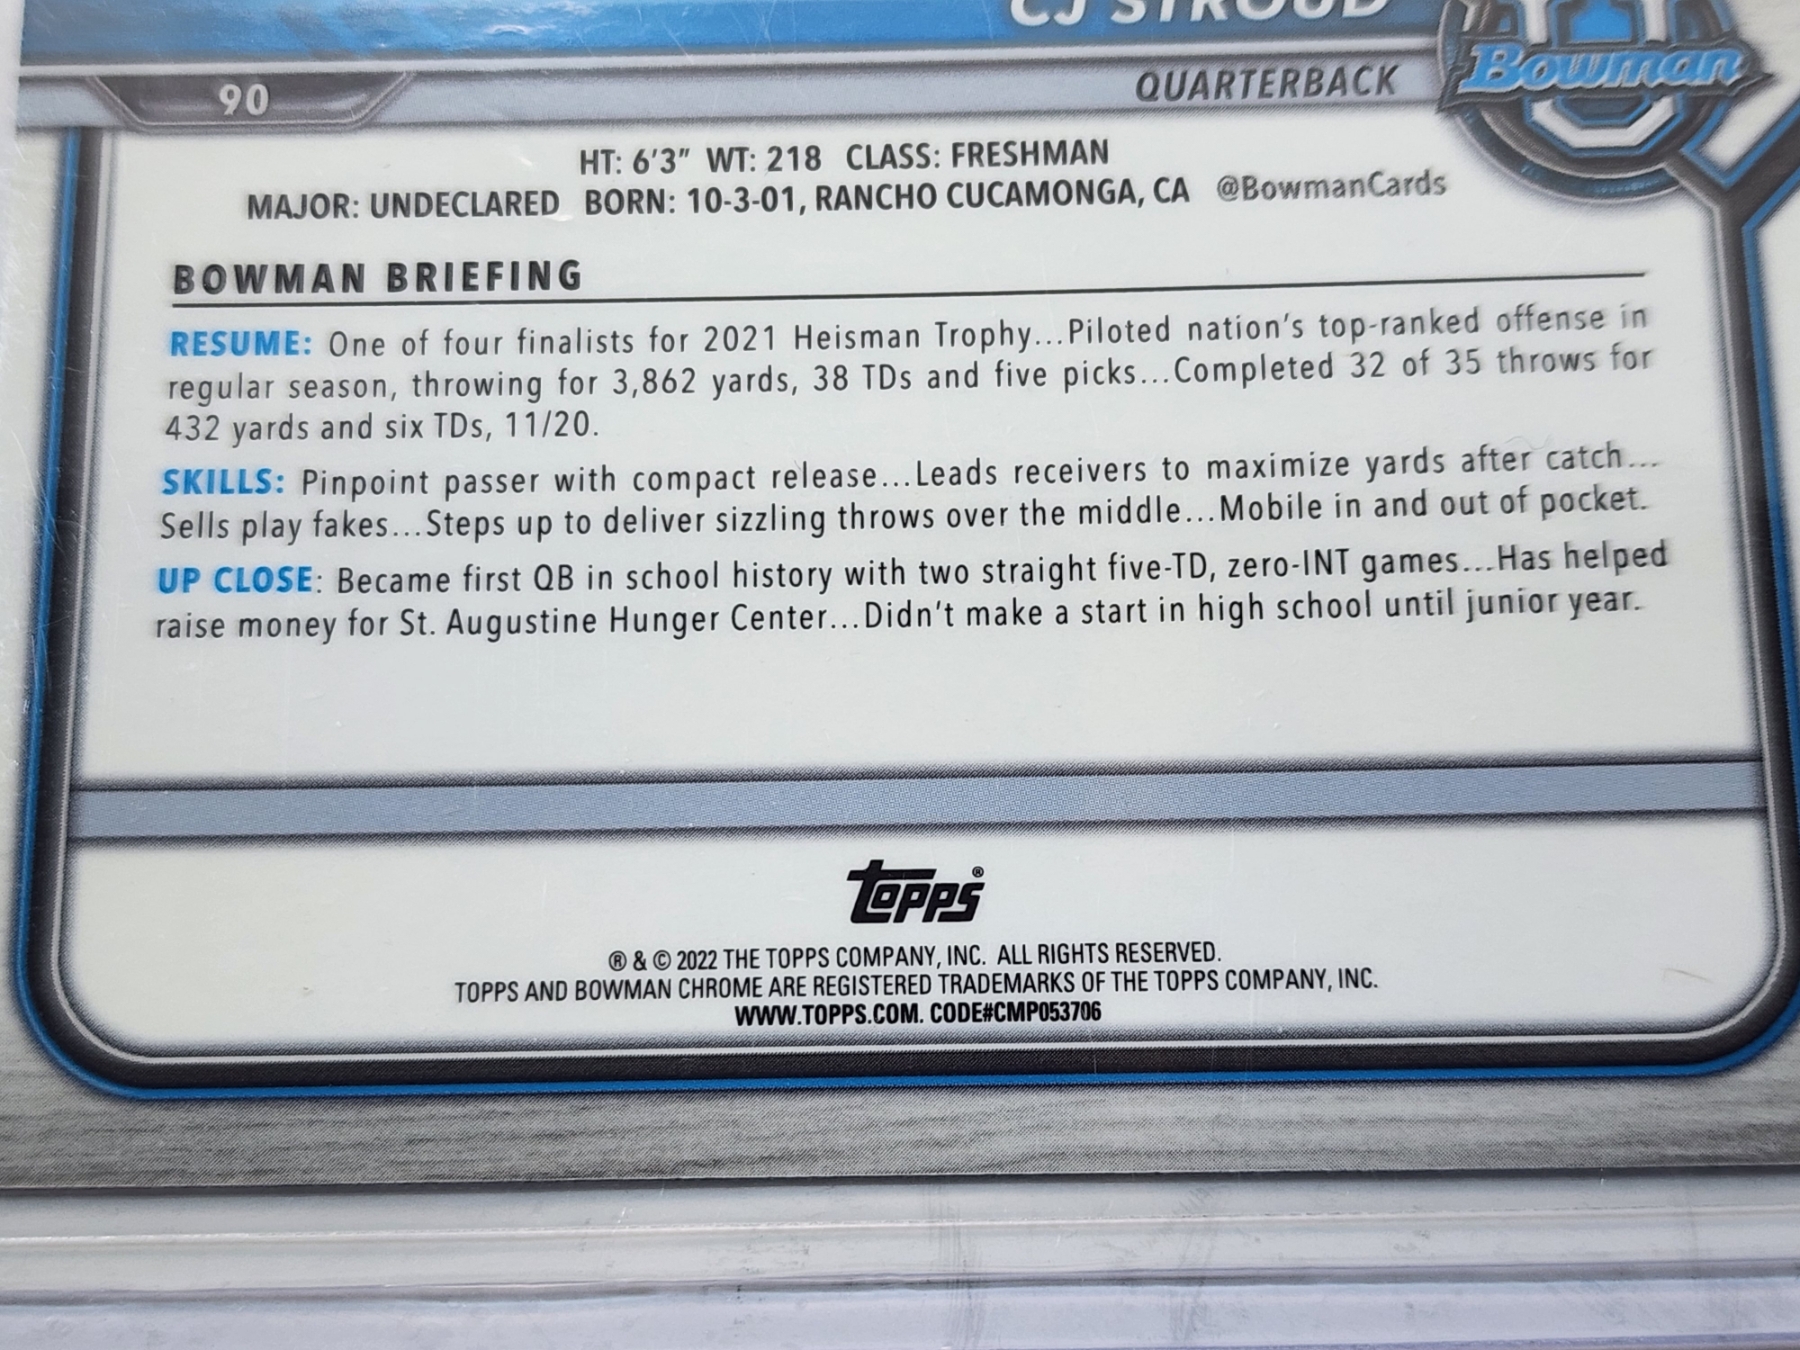 CJ STROUD
90
QUARTERBACK
Bowman
HT: 6'3" WT: 218 CLASS: FRESHMAN
MAJOR: UNDECLARED BORN: 10-3-01, RANCHO CUCAMONGA, CA @BowmanCards
BOWMAN BRIEFING
RESUME: One of four finalists for 2021 Heisman Trophy...Piloted nation's top-ranked offense in
regular season, throwing for 3,862 yards, 38 TDs and five picks...Completed 32 of 35 throws for
432 yards and six TDs, 11/20.
SKILLS: Pinpoint passer with compact release...Leads receivers to maximize yards after catch...
Sells play fakes...Steps up to deliver sizzling throws over the middle...Mobile in and out of pocket.
UP CLOSE: Became first QB in school history with two straight five-TD, zero-INT games...Has helped
raise money for St. Augustine Hunger Center...Didn't make a start in high school until junior year.
topps®
® & © 2022 THE TOPPS COMPANY, INC. ALL RIGHTS RESERVED.
TOPPS AND BOWMAN CHROME ARE REGISTERED TRADEMARKS OF THE TOPPS COMPANY, INC.
WWW.TOPPS.COM. CODE#CMP053706